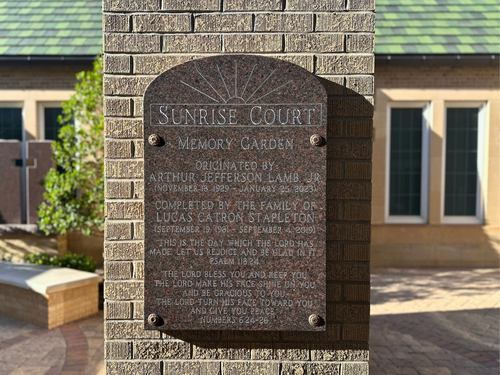 SUNRISE COURT
MEMORY GARDEN
ORIGINATED BY:
ARTHUR JEFFERSON LAMB, JR.
(NOVEMBER 18, 1929 - JANUARY 25, 2023)
COMPLETED BY THE FAMILY OF
LUCAS CATRON STAPLETON
(SEPTEMBER 19, 1981 - SEPTEMBER 4, 2019)
"THIS IS THE DAY WHICH THE LORD HAS
MADE; LET US REJOICE AND BE GLAD IN IT."
PSALM 118:24
"THE LORD BLESS YOU AND KEEP YOU;
THE LORD MAKE HIS FACE SHINE ON YOU
AND BE GRACIOUS TO YOU;
THE LORD TURN HIS FACE TOWARD YOU
AND GIVE YOU PEACE."
NUMBERS 6:24-26